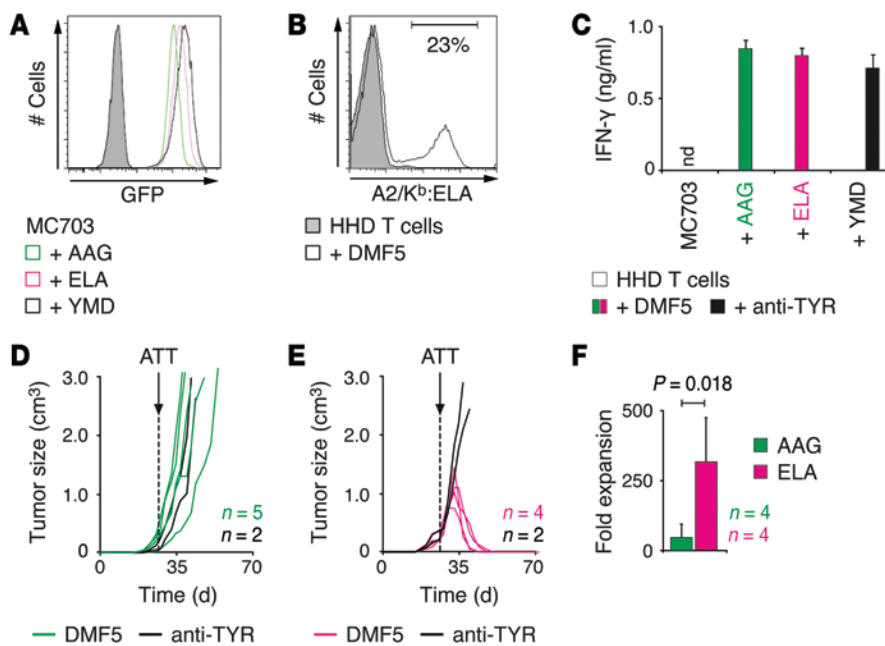 A
# Cells
GFP
MC703
+ AAG
+ ELA
+ YMD
B
23%
# Cells
A2/Kᵇ:ELA
HHD T cells
+ DMF5
C
IFN-γ (ng/ml)
1.0
0.5
0
nd
MC703
+ AAG
+ ELA
+ YMD
HHD T cells
+ DMF5 + anti-TYR
D
ATT
Tumor size (cm³)
3.0
2.0
1.0
0
n = 5
n = 2
0 35 70
Time (d)
DMF5 anti-TYR
E
ATT
Tumor size (cm³)
3.0
2.0
1.0
0
n = 4
n = 2
0 35 70
Time (d)
DMF5 anti-TYR
F
P = 0.018
Fold expansion
500
250
0
AAG
ELA
n = 4
n = 4